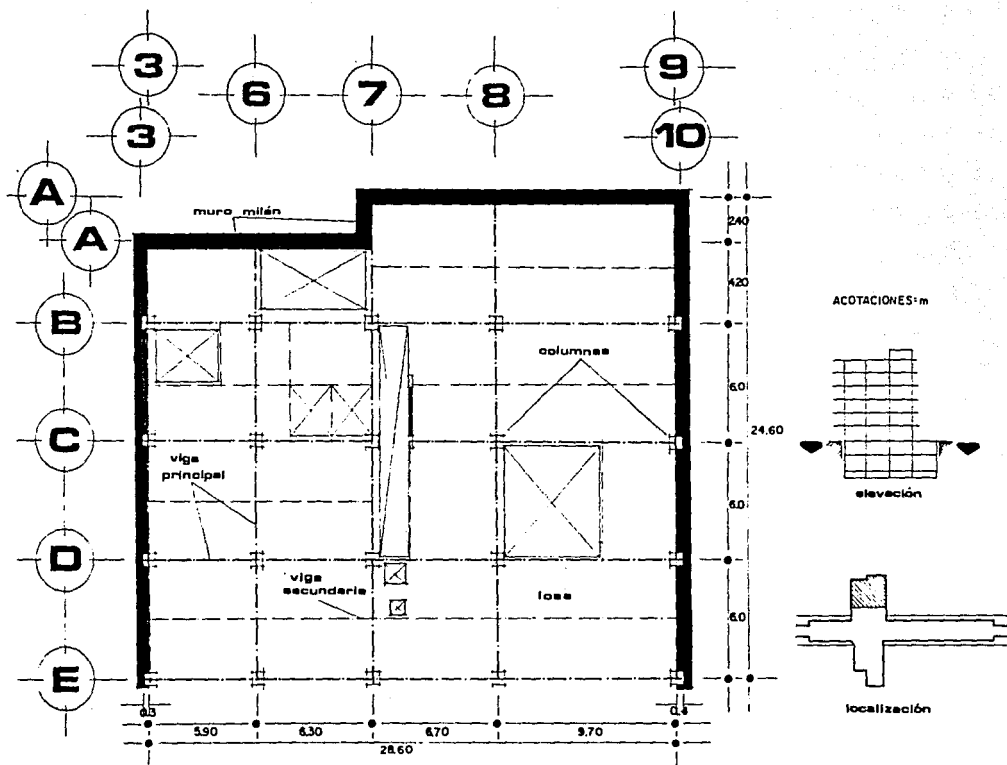 3
6
7
8
9
3
10
A
A
B
C
D
E
muro milán
columnas
viga
principal
viga
secundaria
losa
2.40
4.20
6.0
6.0
6.0
24.60
0.3
5.90
6.30
6.70
9.70
0.4
28.60
ACOTACIONES=m
elevación
localización